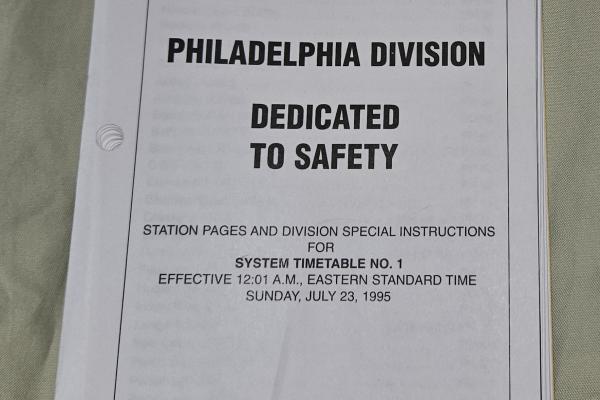 PHILADELPHIA DIVISION
DEDICATED
TO SAFETY
STATION PAGES AND DIVISION SPECIAL INSTRUCTIONS
FOR
SYSTEM TIMETABLE NO. 1
EFFECTIVE 12:01 A.M., EASTERN STANDARD TIME
SUNDAY, JULY 23, 1995